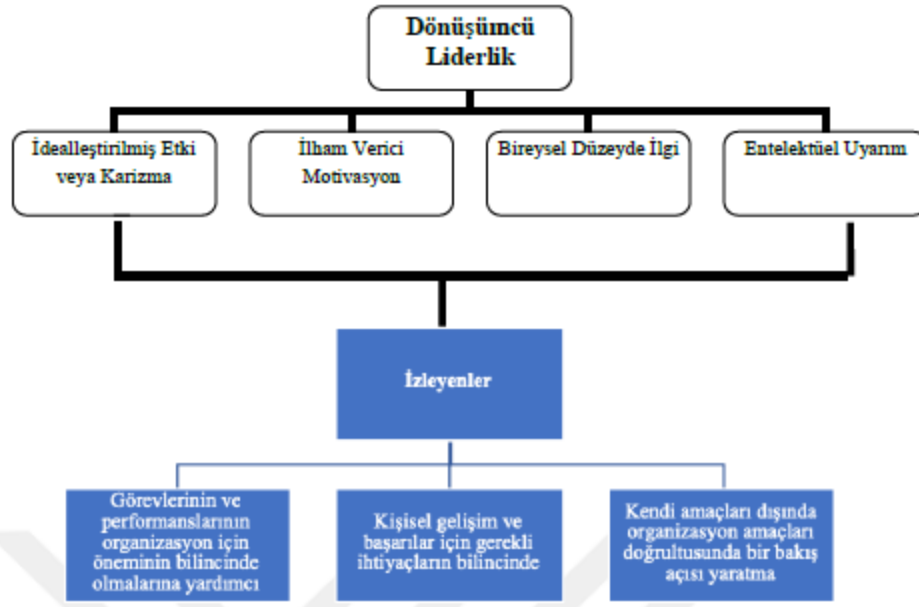 Dönüşümcü
Liderlik
İdealleştirilmiş Etki
veya Karizma
İlham Verici
Motivasyon
Bireysel Düzeyde İlgi
Entelektüel Uyarım
İzleyenler
Görevlerinin ve
performanslarının
organizasyon için
öneminin bilincinde
olmalarına yardımcı
Kişisel gelişim ve
başarılar için gerekli
ihtiyaçların bilincinde
Kendi amaçları dışında
organizasyon amaçları
doğrultusunda bir bakış
açısı yaratma